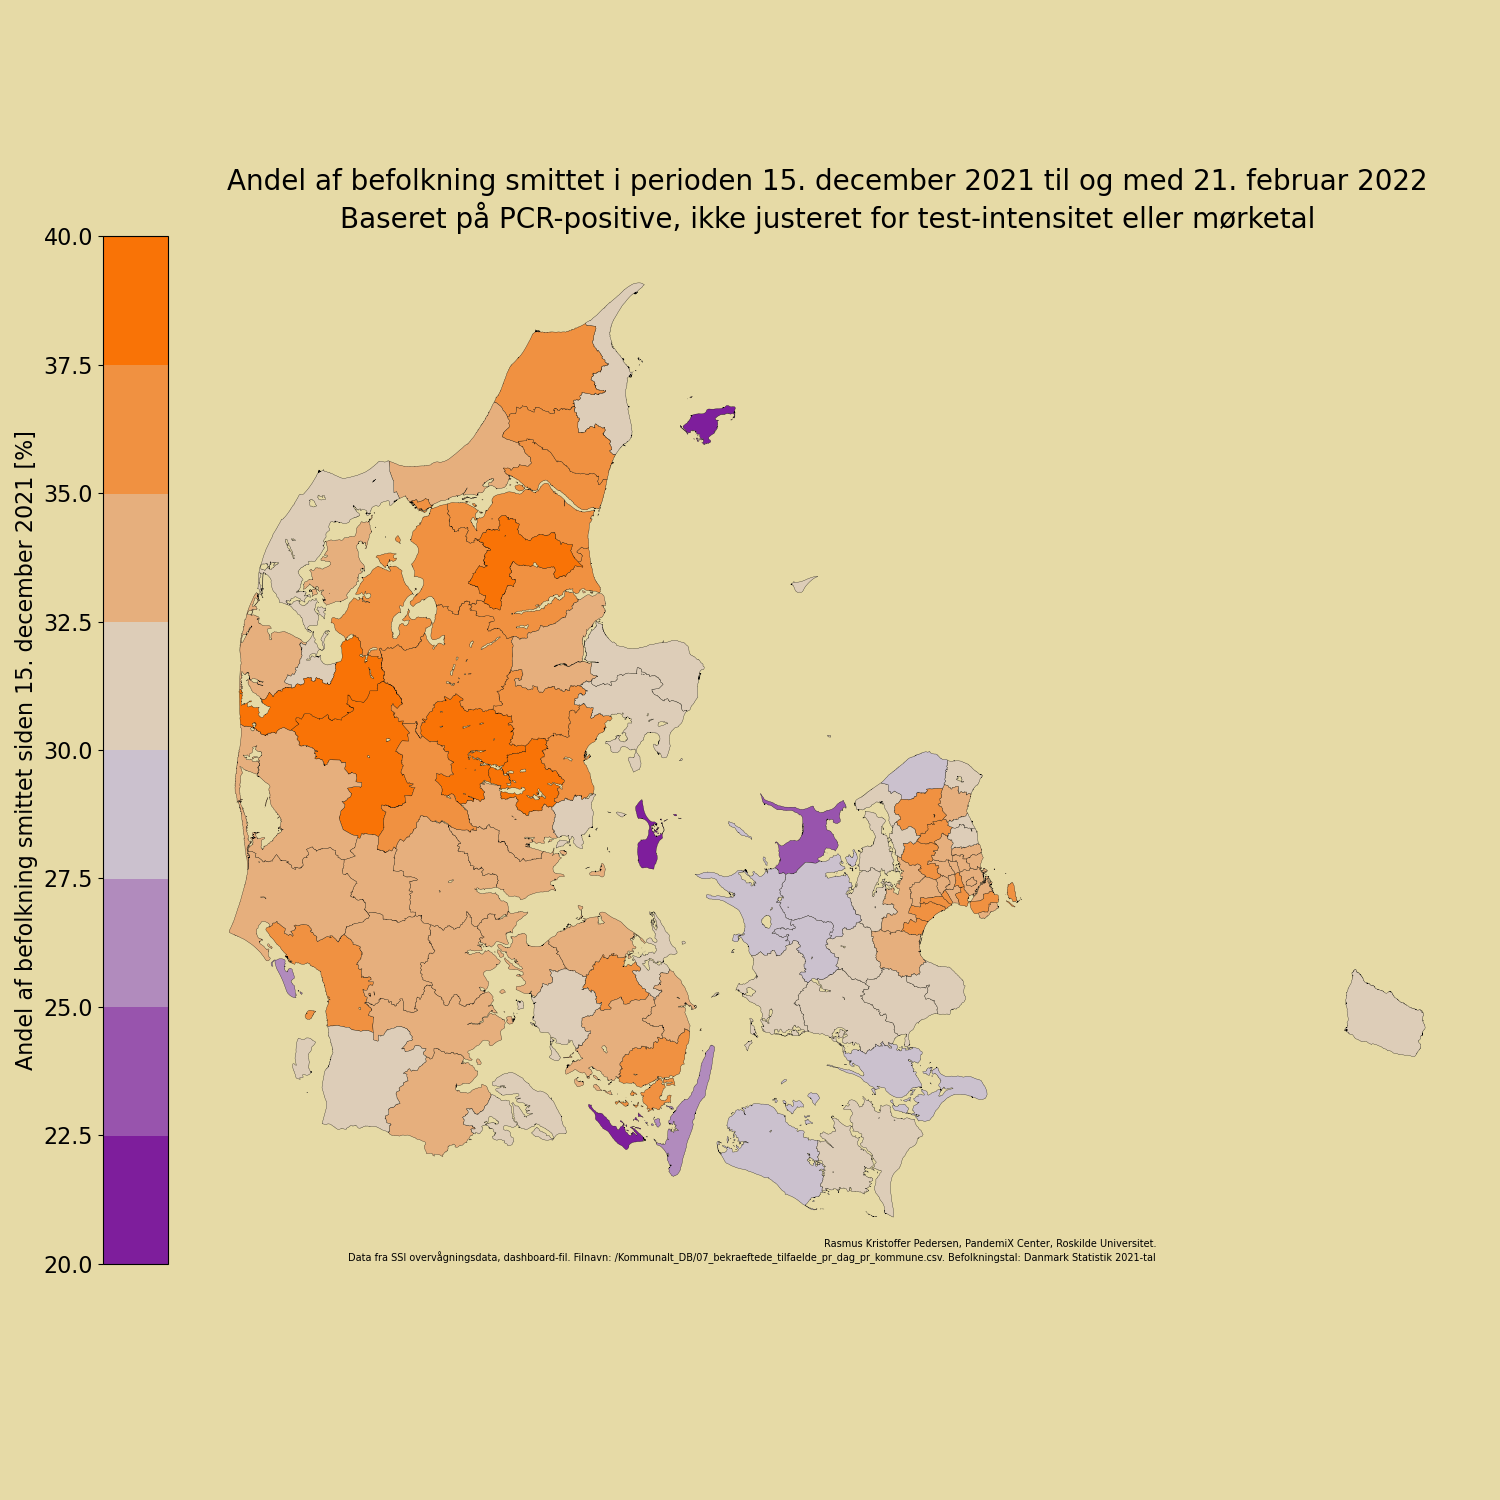 Andel af befolkning smittet i perioden 15. december 2021 til og med 21. februar 2022
Baseret på PCR-positive, ikke justeret for test-intensitet eller mørketal
40.0
37.5
35.0
32.5
30.0
27.5
25.0
22.5
20.0
Andel af befolkning smittet siden 15. december 2021 [%]
Rasmus Kristoffer Pedersen, PandemiX Center, Roskilde Universitet.
Data fra SSI overvågningsdata, dashboard-fil. Filnavn: /Kommunalt_DB/07_bekraeftede_tilfaelde_pr_dag_pr_kommune.csv. Befolkningstal: Danmark Statistik 2021-tal